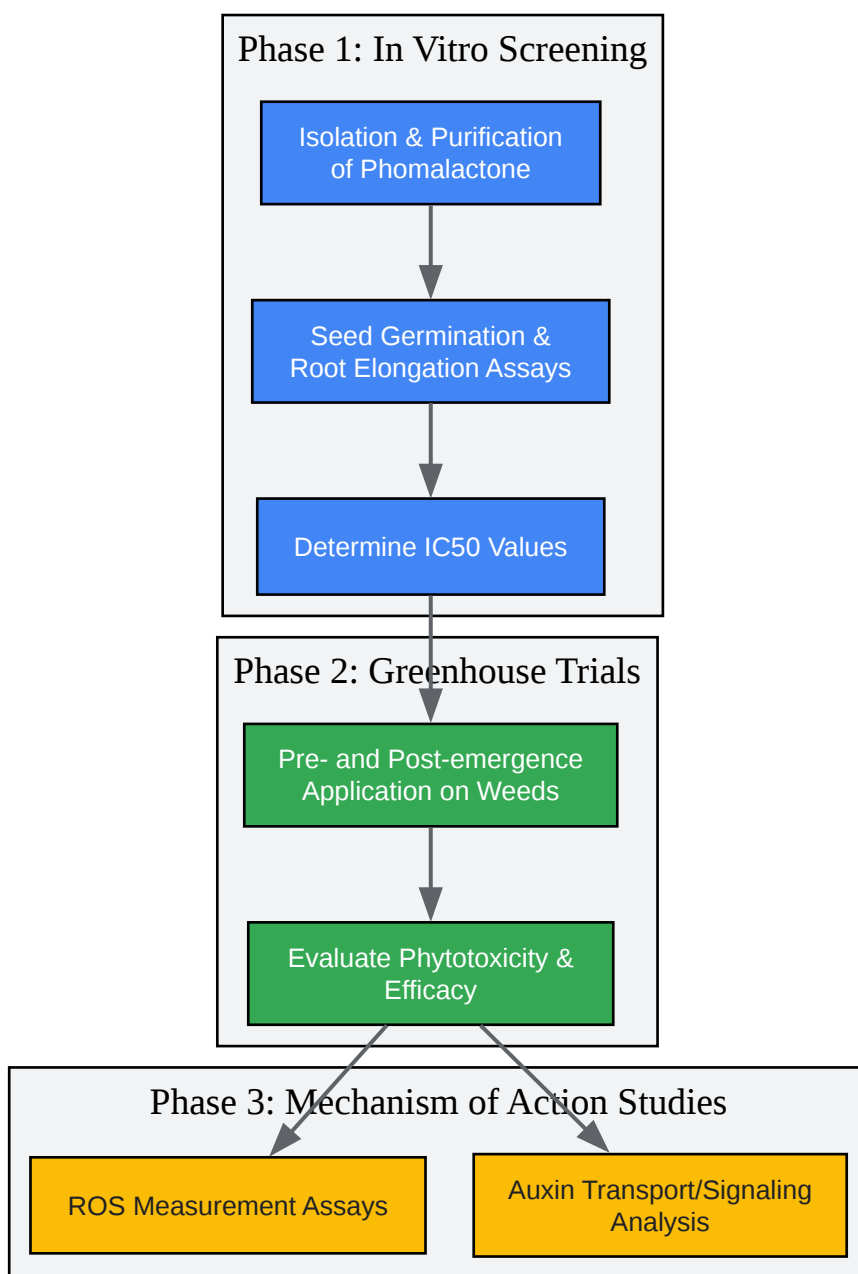 Phase 1: In Vitro Screening
Isolation & Purification
of Phomalactone
Seed Germination &
Root Elongation Assays
Determine IC50 Values
Phase 2: Greenhouse Trials
Pre- and Post-emergence
Application on Weeds
Evaluate Phytotoxicity &
Efficacy
Phase 3: Mechanism of Action Studies
ROS Measurement Assays
Auxin Transport/Signaling
Analysis